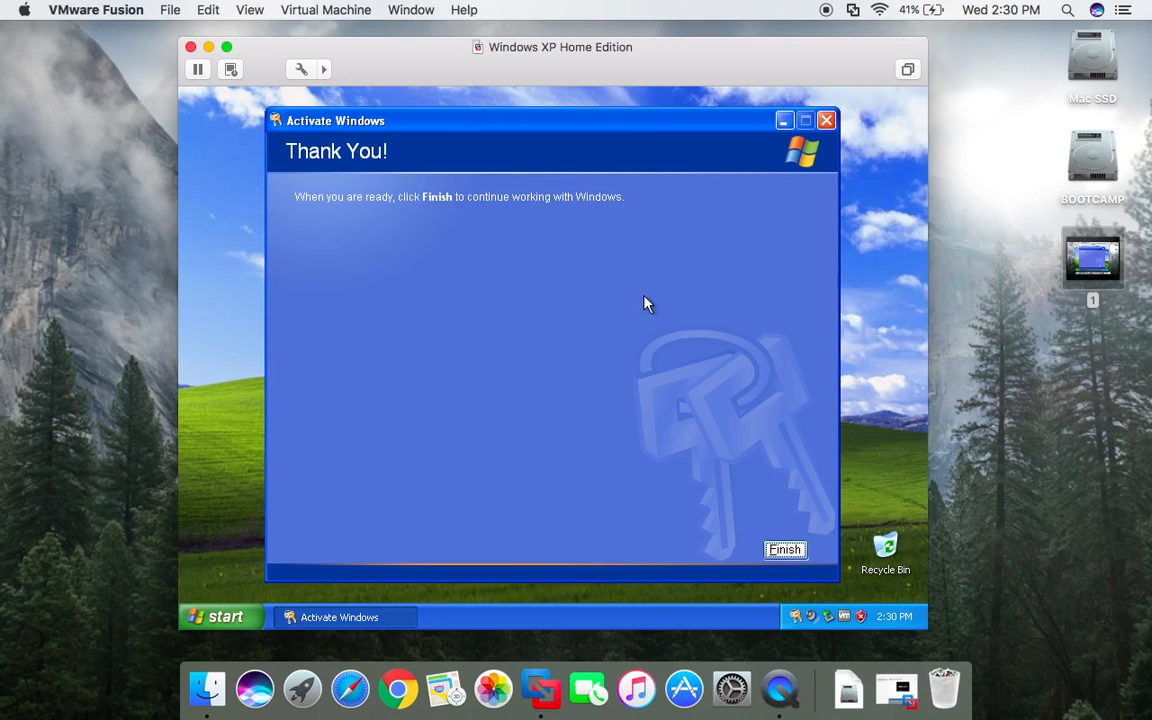 VMware Fusion File Edit View Virtual Machine Window Help 41% Wed 2:30 PM
Windows XP Home Edition
Mac SSD
Activate Windows
Thank You!
BOOTCAMP
When you are ready, click Finish to continue working with Windows.
1
Finish
Recycle Bin
start Activate Windows 2:30 PM